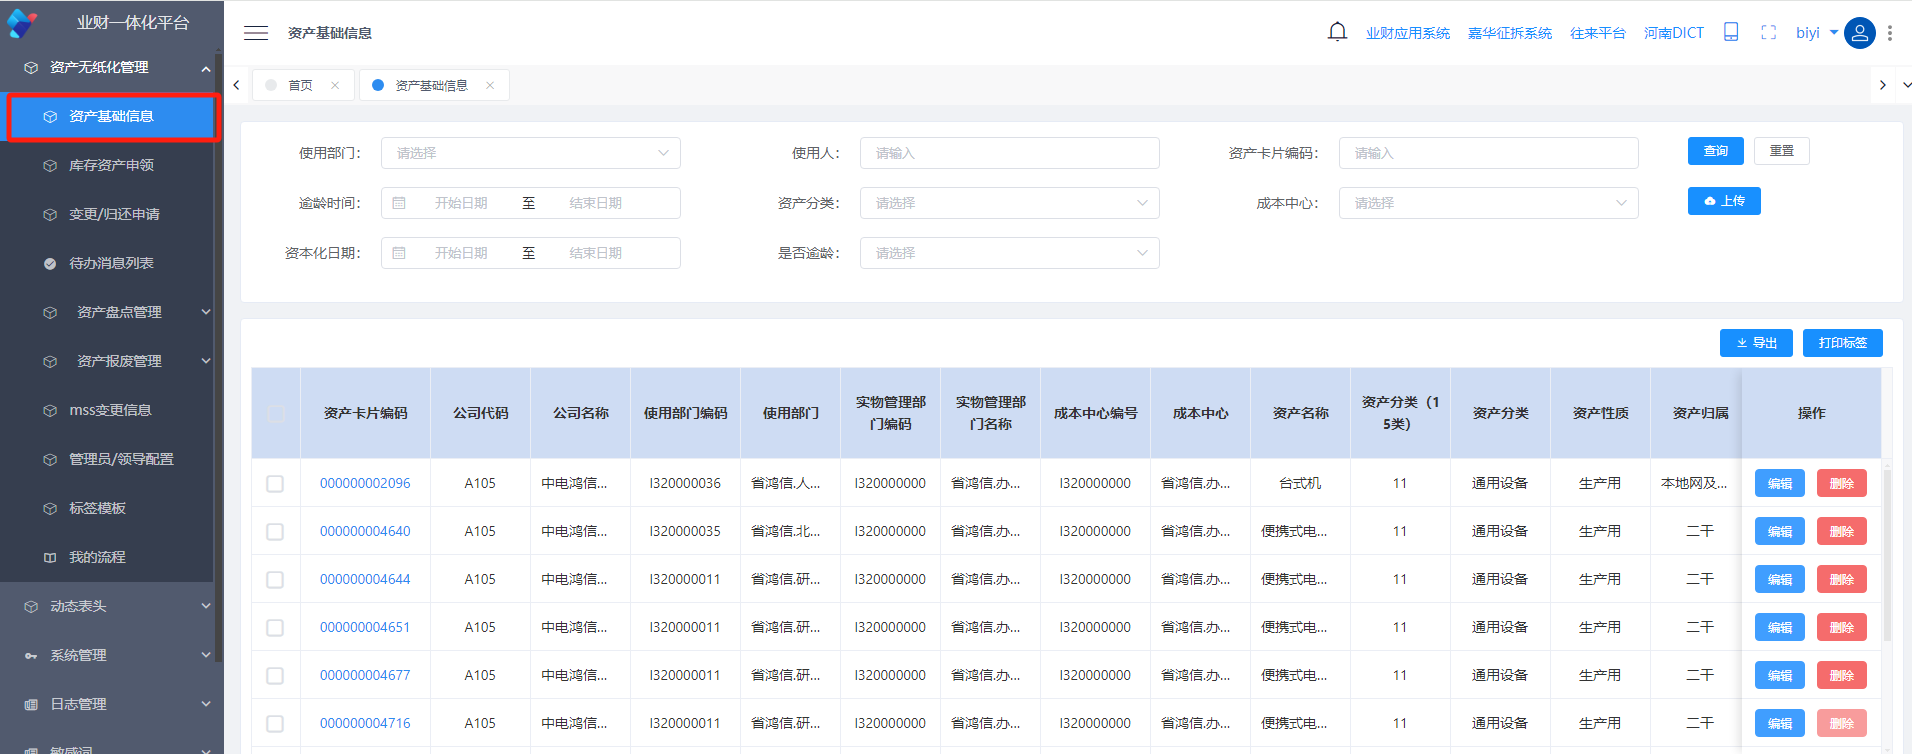 业财一体化平台
资产基础信息
业财应用系统 嘉华征拆系统 往来平台 河南DICT biyi
资产无纸化管理
资产基础信息
库存资产申领
变更/归还申请
待办消息列表
资产盘点管理
资产报废管理
mss变更信息
管理员/领导配置
标签模板
我的流程
动态表头
系统管理
日志管理
敏感词
首页 资产基础信息
使用部门： 请选择 使用人： 请输入 资产卡片编码： 请输入 查询 重置
逾龄时间： 开始日期 至 结束日期 资产分类： 请选择 成本中心： 请选择 上传
资本化日期： 开始日期 至 结束日期 是否逾龄： 请选择
导出 打印标签
资产卡片编码 公司代码 公司名称 使用部门编码 使用部门 实物管理部门编码 实物管理部门名称 成本中心编号 成本中心 资产名称 资产分类（15类） 资产分类 资产性质 资产归属 操作
000000002096 A105 中电鸿信... I320000036 省鸿信.人... I320000000 省鸿信.办... I320000000 省鸿信.办... 台式机 11 通用设备 生产用 本地网及... 编辑 删除
000000004640 A105 中电鸿信... I320000035 省鸿信.北... I320000000 省鸿信.办... I320000000 省鸿信.办... 便携式电... 11 通用设备 生产用 二干 编辑 删除
000000004644 A105 中电鸿信... I320000011 省鸿信.研... I320000000 省鸿信.办... I320000000 省鸿信.办... 便携式电... 11 通用设备 生产用 二干 编辑 删除
000000004651 A105 中电鸿信... I320000011 省鸿信.研... I320000000 省鸿信.办... I320000000 省鸿信.办... 便携式电... 11 通用设备 生产用 二干 编辑 删除
000000004677 A105 中电鸿信... I320000011 省鸿信.研... I320000000 省鸿信.办... I320000000 省鸿信.办... 便携式电... 11 通用设备 生产用 二干 编辑 删除
000000004716 A105 中电鸿信... I320000011 省鸿信.研... I320000000 省鸿信.办... I320000000 省鸿信.办... 便携式电... 11 通用设备 生产用 二干 编辑 删除